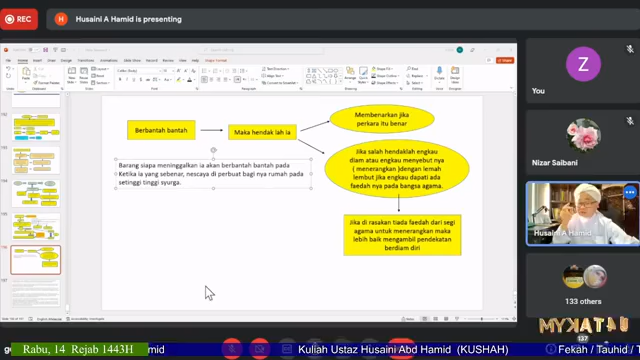 REC
Husaini A Hamid is presenting
Berbantah bantah
Maka hendak lah ia
Membenarkan jika
perkara itu benar
Jika salah hendaklah engkau
diam atau engkau menyebut nya
( menerangkan )dengan lemah
lembut jika engkau dapati ada
faedah nya pada bangsa agama.
Barang siapa meninggalkan ia akan berbantah bantah pada
Ketika ia yang sebenar, nescaya di perbuat bagi nya rumah pada
setinggi tinggi syurga.
Jika di rasakan tiada faedah dari segi
agama untuk menerangkan maka
lebih baik mengambil pendekatan
berdiam diri
Z
You
Nizar Saibani
Husaini A Hamid
133 others
137
MYKATAU
Rabu, 14 Rejab 1443H
mid
Kuliah Ustaz Husaini Abd Hamid (KUSHAH)
Fekah / Tauhid / T